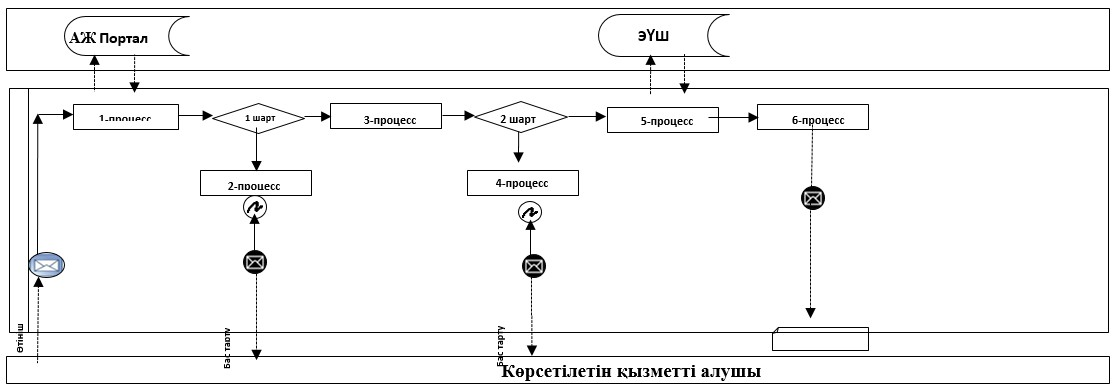 АЖ Портал
ЭҮШ
1-процесс
1 шарт
3-процесс
2 шарт
5-процесс
6-процесс
2-процесс
4-процесс
Өтініш
Бас тарту
Бас тарту
Көрсетілетін қызметті алушы